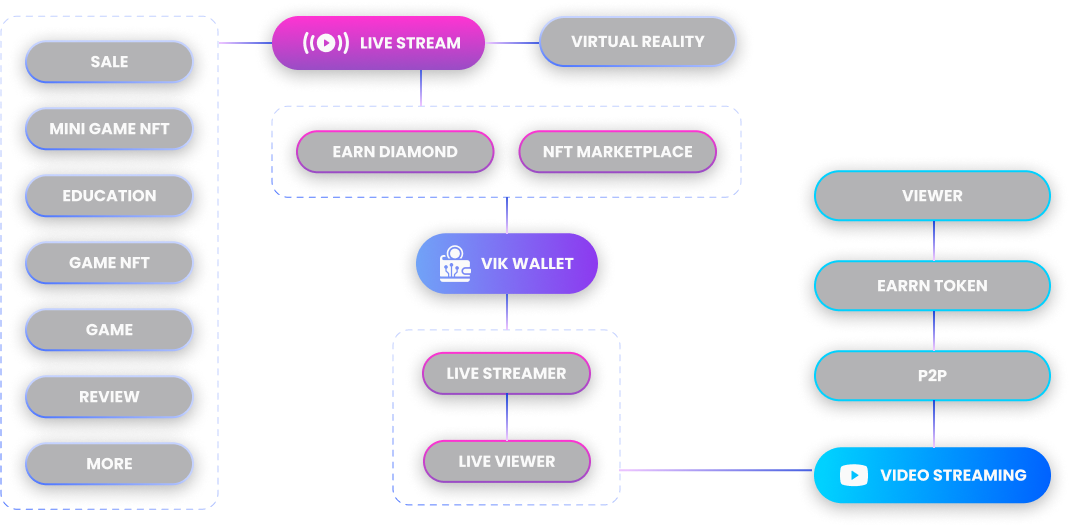 SALE
MINI GAME NFT
EDUCATION
GAME NFT
GAME
REVIEW
MORE
LIVE STREAM
VIRTUAL REALITY
EARN DIAMOND
NFT MARKETPLACE
VIK WALLET
LIVE STREAMER
LIVE VIEWER
VIEWER
EARRN TOKEN
P2P
VIDEO STREAMING